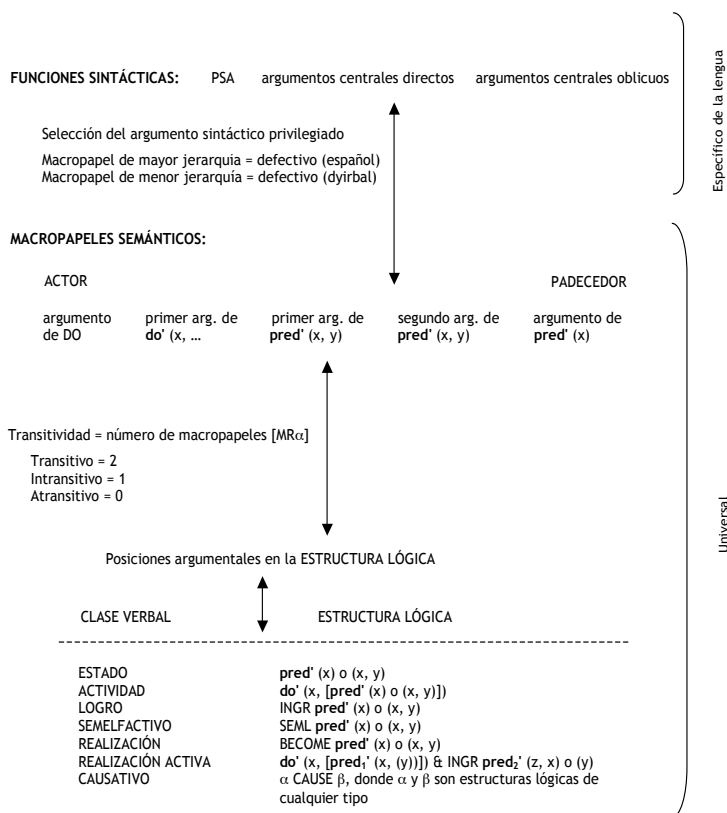 FUNCIONES SINTÁCTICAS: PSA argumentos centrales directos argumentos centrales oblicuos
Específico de la lengua
Selección del argumento sintáctico privilegiado
Macropapel de mayor jerarquia = defectivo (español)
Macropapel de menor jerarquía = defectivo (dyirbal)
MACROPAPELES SEMÁNTICOS:
ACTOR PADECEDOR
argumento primer arg. de primer arg. de segundo arg. de argumento de
de DO do' (x, ... pred' (x, y) pred' (x, y) pred' (x)
Transitividad = número de macropapeles [MRα]
Transitivo = 2
Intransitivo = 1
Atransitivo = 0
Universal
Posiciones argumentales en la ESTRUCTURA LÓGICA
CLASE VERBAL ESTRUCTURA LÓGICA
ESTADO pred' (x) o (x, y)
ACTIVIDAD do' (x, [pred' (x) o (x, y)])
LOGRO INGR pred' (x) o (x, y)
SEMELFACTIVO SEML pred' (x) o (x, y)
REALIZACIÓN BECOME pred' (x) o (x, y)
REALIZACIÓN ACTIVA do' (x, [pred₁' (x, (y))]) & INGR pred₂' (z, x) o (y)
CAUSATIVO α CAUSE β, donde α y β son estructuras lógicas de
cualquier tipo